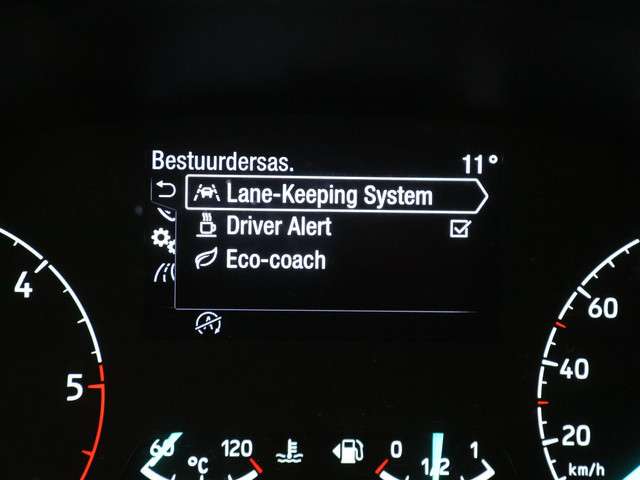 Bestuurdersas. 11°
Lane-Keeping System
Driver Alert
Eco-coach
4
5
60
40
20
km/h
60 °C 120
0 1/2 1